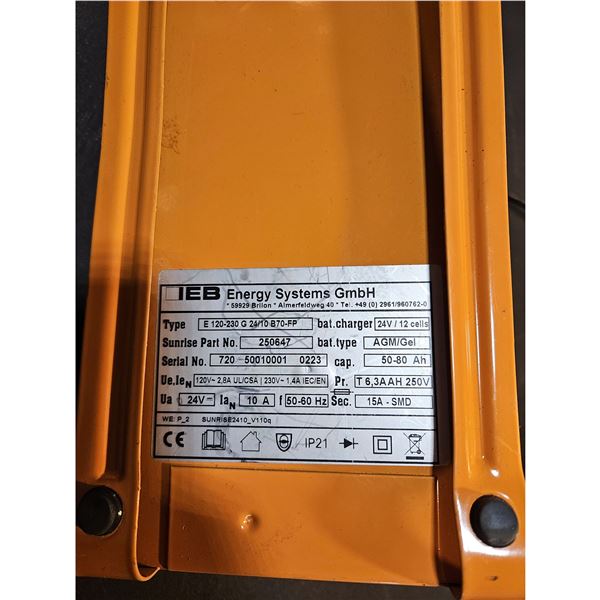 IEB Energy Systems GmbH
* 59929 Brilon * Almerfeldweg 40 * Tel. +49 (0) 2961/960762-0
Type E 120-230 G 24/10 B70-FP bat.charger 24V / 12 cells
Sunrise Part No. 250647 bat.type AGM/Gel
Serial No. 720 50010001 0223 cap. 50-80 Ah
Ue.IeN 120V~ 2,8A UL/CSA | 230V~ 1,4A IEC/EN Pr. T 6,3AAH 250V
Ua 24V⎓ IaN 10 A f 50-60 Hz Sec. 15A - SMD
WE: P_2 SUNRISE2410_V110q
CE IP21